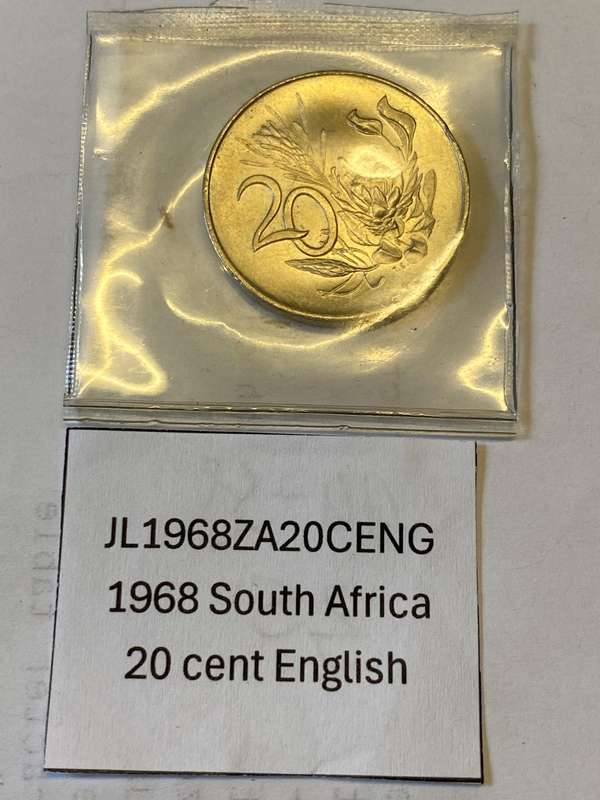 20
JL1968ZA20CENG
1968 South Africa
20 cent English